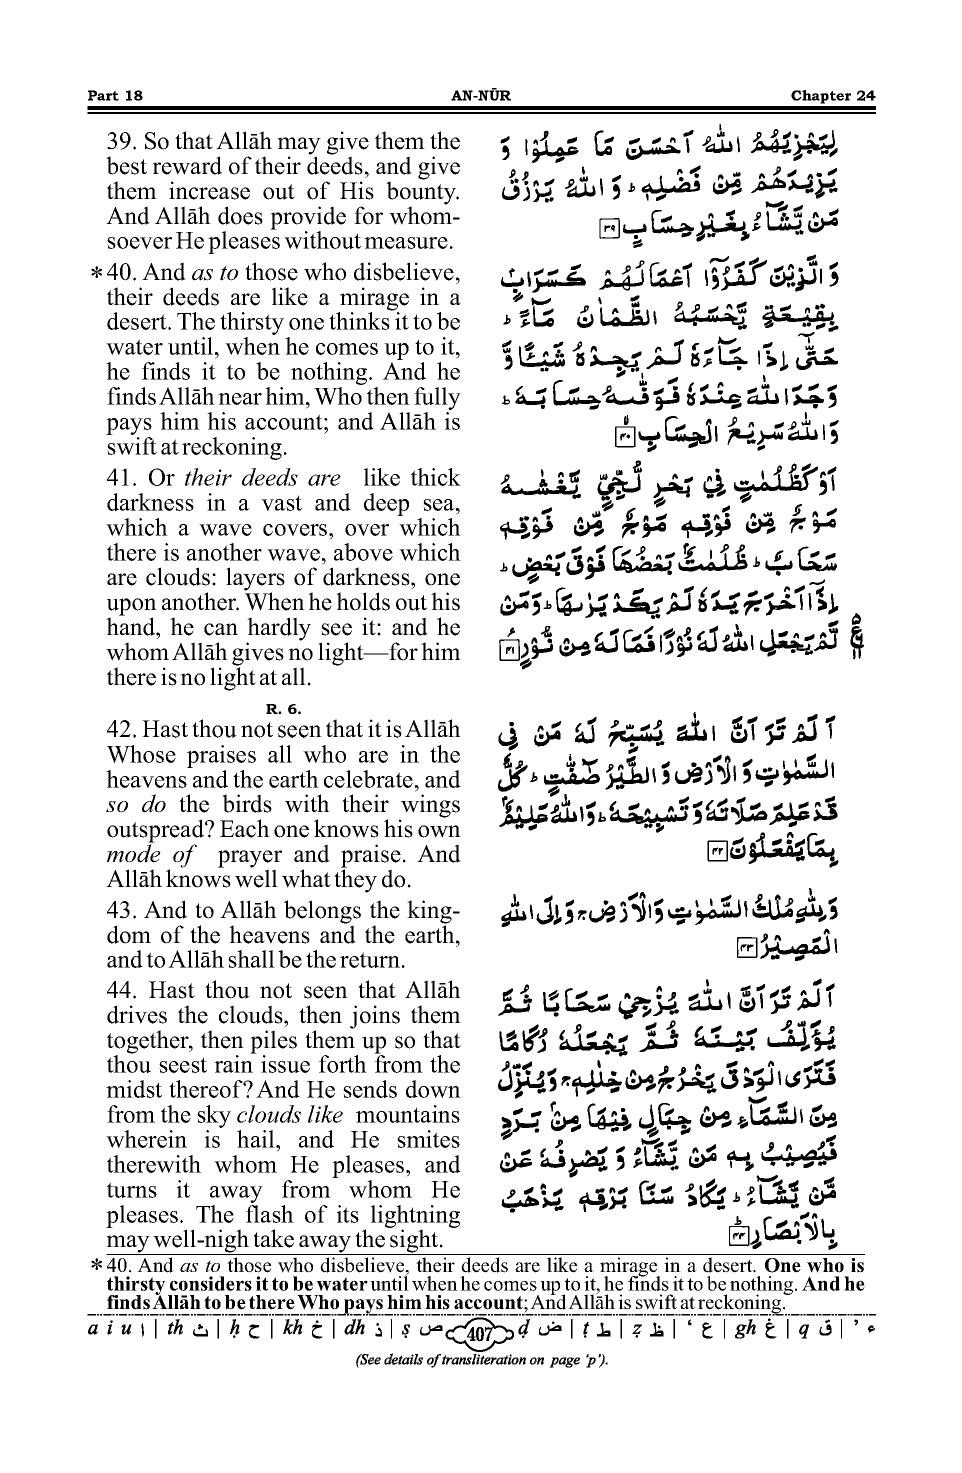 Part 18 AN-NŪR Chapter 24
39. So that Allāh may give them the
best reward of their deeds, and give
them increase out of His bounty.
And Allāh does provide for whom-
soever He pleases without measure.
*40. And as to those who disbelieve,
their deeds are like a mirage in a
desert. The thirsty one thinks it to be
water until, when he comes up to it,
he finds it to be nothing. And he
finds Allāh near him, Who then fully
pays him his account; and Allāh is
swift at reckoning.
41. Or their deeds are like thick
darkness in a vast and deep sea,
which a wave covers, over which
there is another wave, above which
are clouds: layers of darkness, one
upon another. When he holds out his
hand, he can hardly see it: and he
whom Allāh gives no light—for him
there is no light at all.
R. 6.
42. Hast thou not seen that it is Allāh
Whose praises all who are in the
heavens and the earth celebrate, and
so do the birds with their wings
outspread? Each one knows his own
mode of prayer and praise. And
Allāh knows well what they do.
43. And to Allāh belongs the king-
dom of the heavens and the earth,
and to Allāh shall be the return.
44. Hast thou not seen that Allāh
drives the clouds, then joins them
together, then piles them up so that
thou seest rain issue forth from the
midst thereof? And He sends down
from the sky clouds like mountains
wherein is hail, and He smites
therewith whom He pleases, and
turns it away from whom He
pleases. The flash of its lightning
may well-nigh take away the sight.
لِيَجْزِيَهُمُ اللّٰهُ اَحْسَنَ مَا عَمِلُوْا وَ
يَزِيْدَهُمْ مِّنْ فَضْلِهٖ ؕ وَ اللّٰهُ يَرْزُقُ
مَنْ يَّشَآءُ بِغَيْرِ حِسَابٍ ﴿۳۹﴾
وَ الَّذِيْنَ كَفَرُوْۤا اَعْمَالُهُمْ كَسَرَابٍۭ
بِقِيْعَةٍ يَّحْسَبُهُ الظَّمْاٰنُ مَآءً ؕ
حَتّٰۤى اِذَا جَآءَهٗ لَمْ يَجِدْهُ شَيْـًٔا وَّ
وَجَدَ اللّٰهَ عِنْدَهٗ فَوَفّٰىهُ حِسَابَهٗ ؕ
وَ اللّٰهُ سَرِيْعُ الْحِسَابِ ﴿۴۰﴾
اَوْ كَظُلُمٰتٍ فِيْ بَحْرٍ لُّجِّيٍّ يَّغْشٰىهُ
مَوْجٌ مِّنْ فَوْقِهٖ مَوْجٌ مِّنْ فَوْقِهٖ
سَحَابٌ ؕ ظُلُمٰتٌۢ بَعْضُهَا فَوْقَ بَعْضٍ ؕ
اِذَاۤ اَخْرَجَ يَدَهٗ لَمْ يَكَدْ يَرٰىهَا ؕ وَ مَنْ
لَّمْ يَجْعَلِ اللّٰهُ لَهٗ نُوْرًا فَمَا لَهٗ مِنْ نُّوْرٍ ﴿۴۱﴾
اَلَمْ تَرَ اَنَّ اللّٰهَ يُسَبِّحُ لَهٗ مَنْ فِي
السَّمٰوٰتِ وَ الْاَرْضِ وَ الطَّيْرُ صٰٓفّٰتٍ ؕ كُلٌّ
قَدْ عَلِمَ صَلَاتَهٗ وَ تَسْبِيْحَهٗ ؕ وَ اللّٰهُ عَلِيْمٌۢ
بِمَا يَفْعَلُوْنَ ﴿۴۲﴾
وَ لِلّٰهِ مُلْكُ السَّمٰوٰتِ وَ الْاَرْضِ ۚ وَ اِلَى اللّٰهِ
الْمَصِيْرُ ﴿۴۳﴾
اَلَمْ تَرَ اَنَّ اللّٰهَ يُزْجِيْ سَحَابًا ثُمَّ
يُؤَلِّفُ بَيْنَهٗ ثُمَّ يَجْعَلُهٗ رُكَامًا
فَتَرَى الْوَدْقَ يَخْرُجُ مِنْ خِلٰلِهٖ ۚ وَ يُنَزِّلُ
مِنَ السَّمَآءِ مِنْ جِبَالٍ فِيْهَا مِنْۢ بَرَدٍ
فَيُصِيْبُ بِهٖ مَنْ يَّشَآءُ وَ يَصْرِفُهٗ عَنْ
مَّنْ يَّشَآءُ ؕ يَكَادُ سَنَا بَرْقِهٖ يَذْهَبُ
بِالْاَبْصَارِ ﴿۴۴﴾
*40. And as to those who disbelieve, their deeds are like a mirage in a desert. One who is
thirsty considers it to be water until when he comes up to it, he finds it to be nothing. And he
finds Allāh to be there Who pays him his account; And Allāh is swift at reckoning.
a i u ا | th ث | ḥ ح | kh خ | dh ذ | ṣ ص 407 ḍ ض | ṭ ط | ẓ ظ | ‘ ع | gh غ | q ق | ’ ء
(See details of transliteration on page ‘p’).